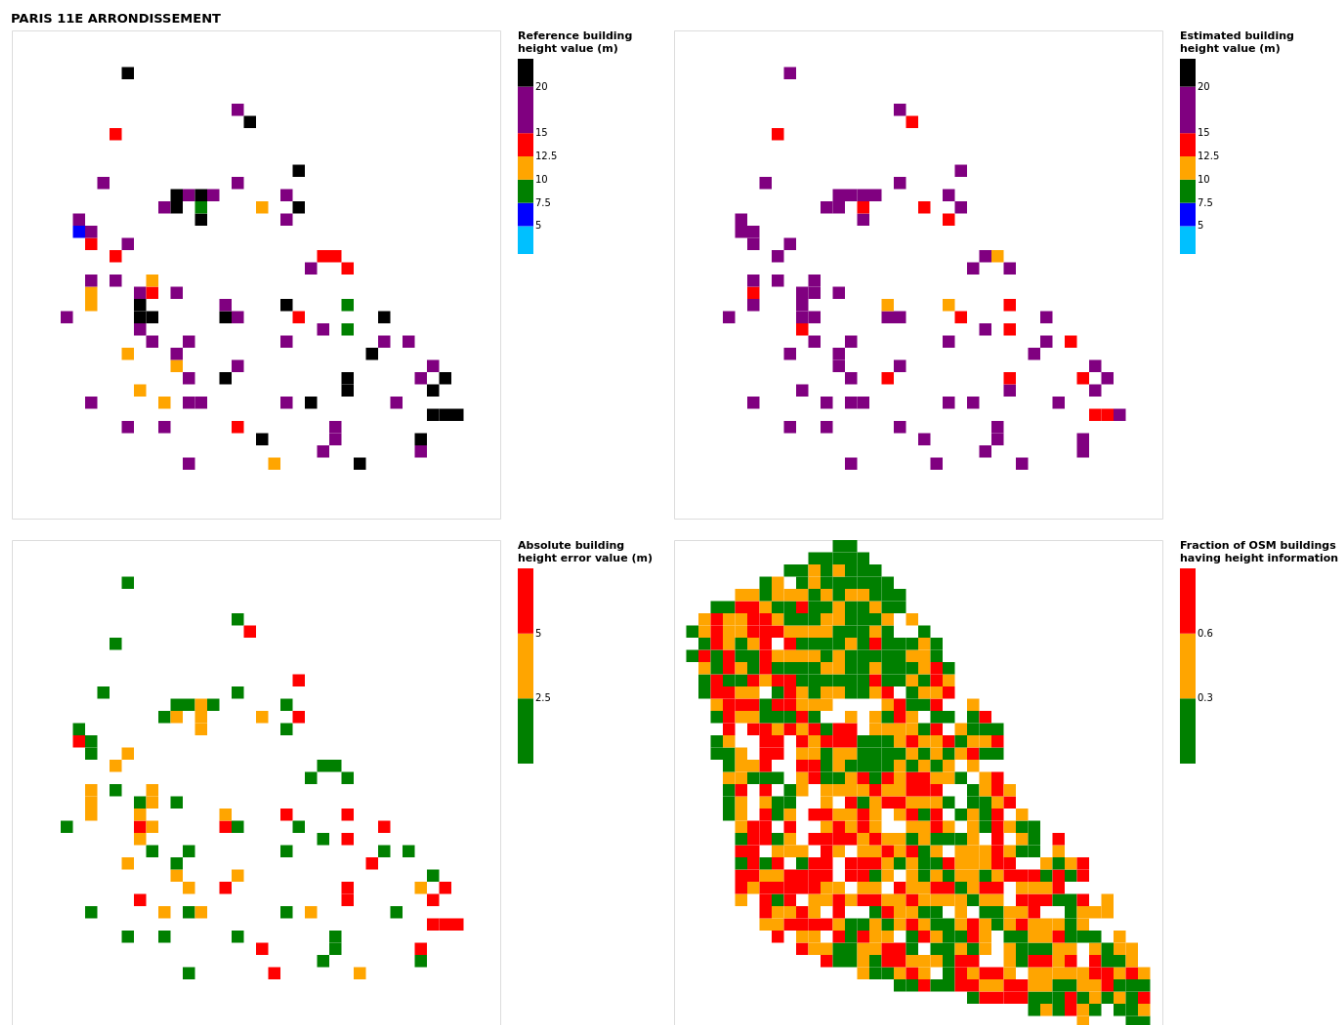 PARIS 11E ARRONDISSEMENT
Reference building
height value (m)
20
15
12.5
10
7.5
5
Estimated building
height value (m)
20
15
12.5
10
7.5
5
Absolute building
height error value (m)
5
2.5
Fraction of OSM buildings
having height information
0.6
0.3